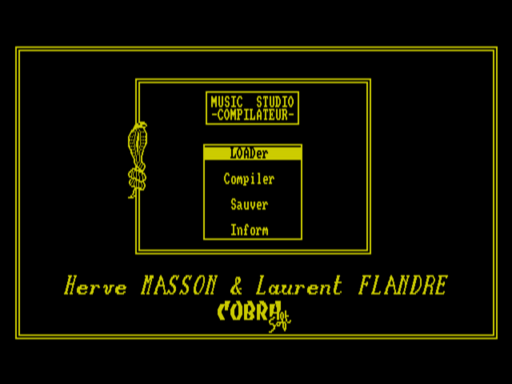 MUSIC STUDIO
-COMPILATEUR-
LOADer
Compiler
Sauver
Inform
Herve MASSON & Laurent FLANDRE
COBRA
Soft